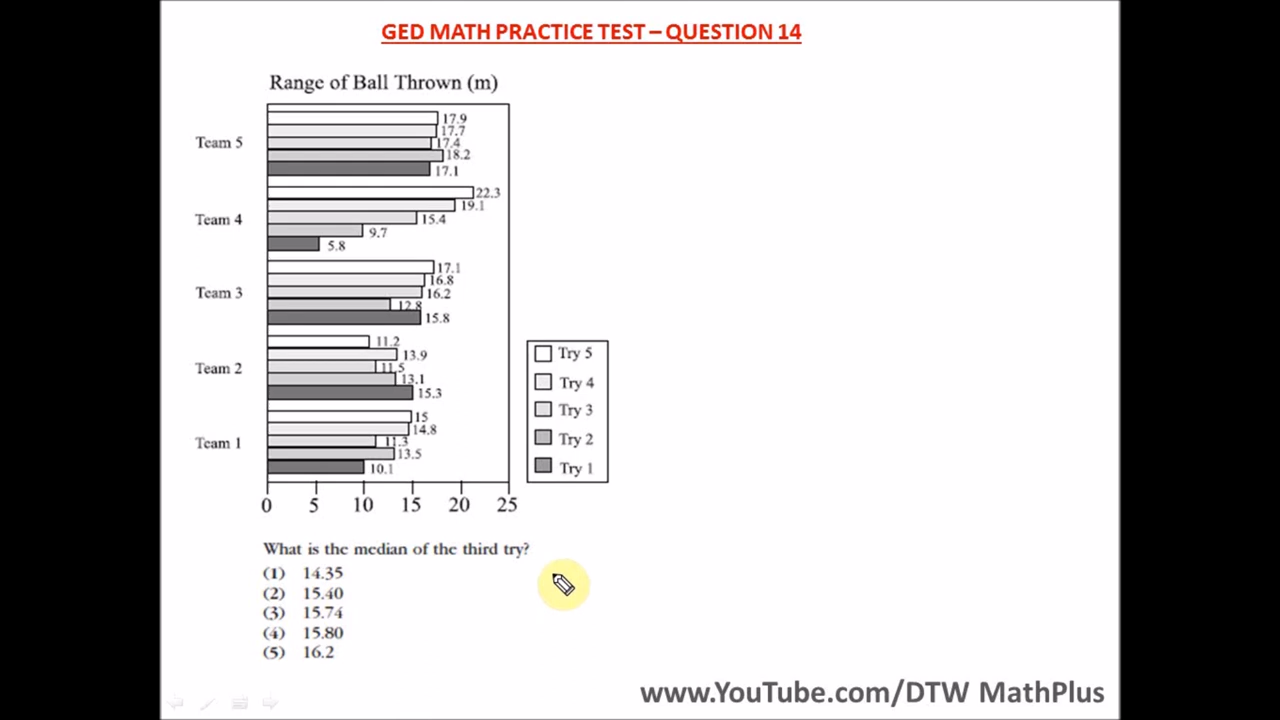 GED MATH PRACTICE TEST – QUESTION 14
Range of Ball Thrown (m)
17.9
17.7
Team 5
17.4
18.2
17.1
22.3
19.1
Team 4
15.4
9.7
5.8
17.1
16.8
Team 3
16.2
12.8
15.8
11.2
13.9
Team 2
11.5
13.1
15.3
15
14.8
Team 1
11.3
13.5
10.1
0 5 10 15 20 25
Try 5
Try 4
Try 3
Try 2
Try 1
What is the median of the third try?
(1) 14.35
(2) 15.40
(3) 15.74
(4) 15.80
(5) 16.2
www.YouTube.com/DTW MathPlus